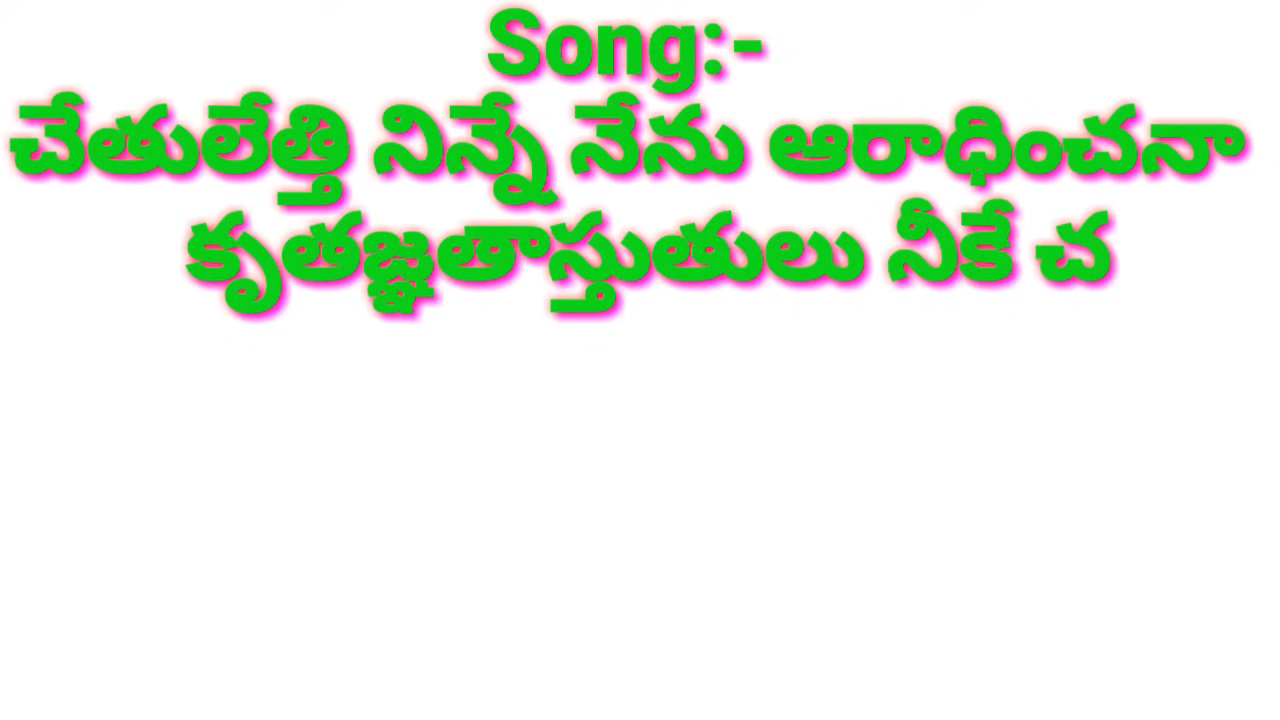 Song:-
చేతులేత్తి నిన్నే నేను ఆరాధించనా
కృతజ్ఞతాస్తుతులు నీకే చ